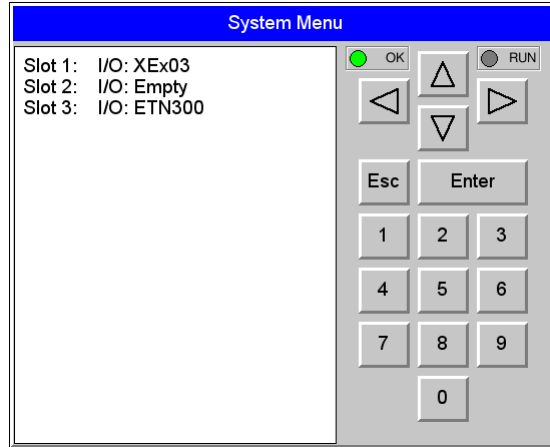 System Menu
Slot 1: I/O: XEx03
Slot 2: I/O: Empty
Slot 3: I/O: ETN300
OK
RUN
Esc
Enter
1 2 3
4 5 6
7 8 9
0